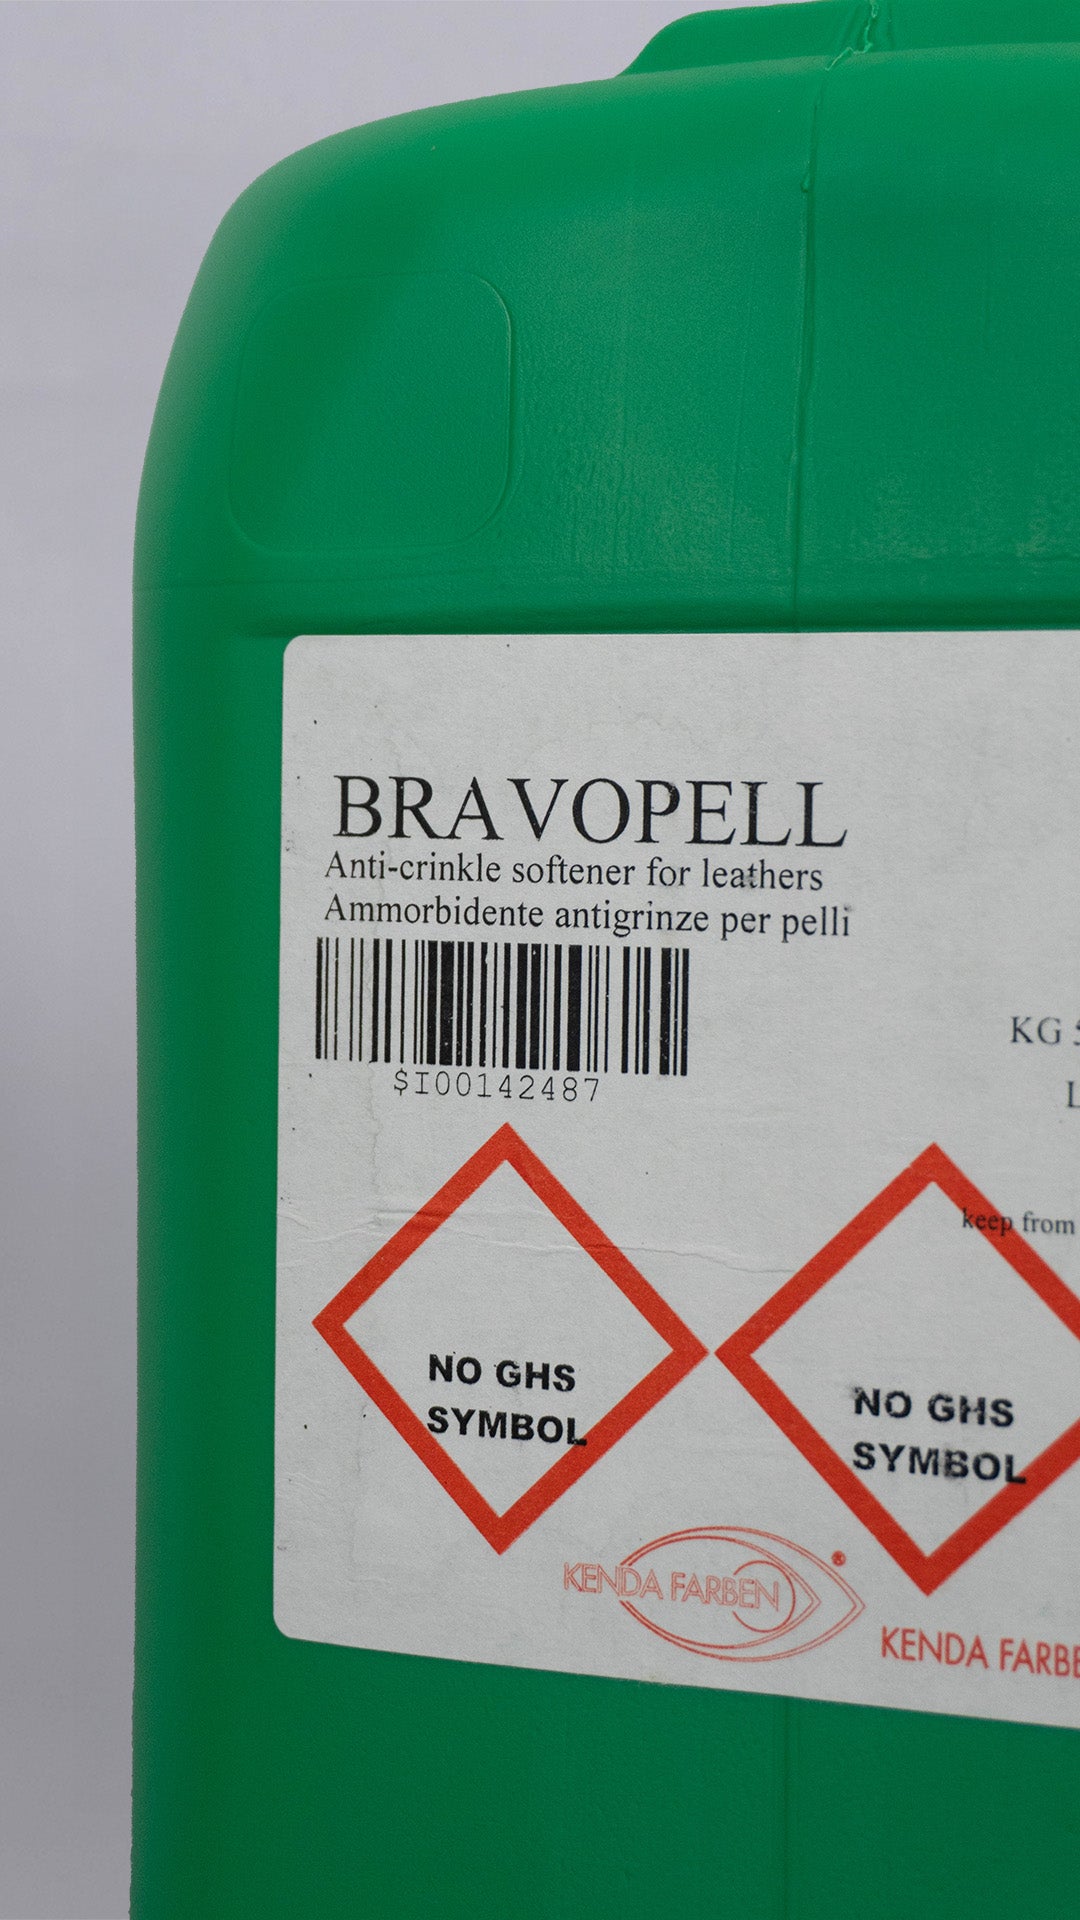 BRAVOPELL
Anti-crinkle softener for leathers
Ammorbidente antigrinze per pelli
$I00142487
KG
L
keep from
NO GHS
SYMBOL
NO GHS
SYMBOL
KENDA FARBEN
®
KENDA FARBE